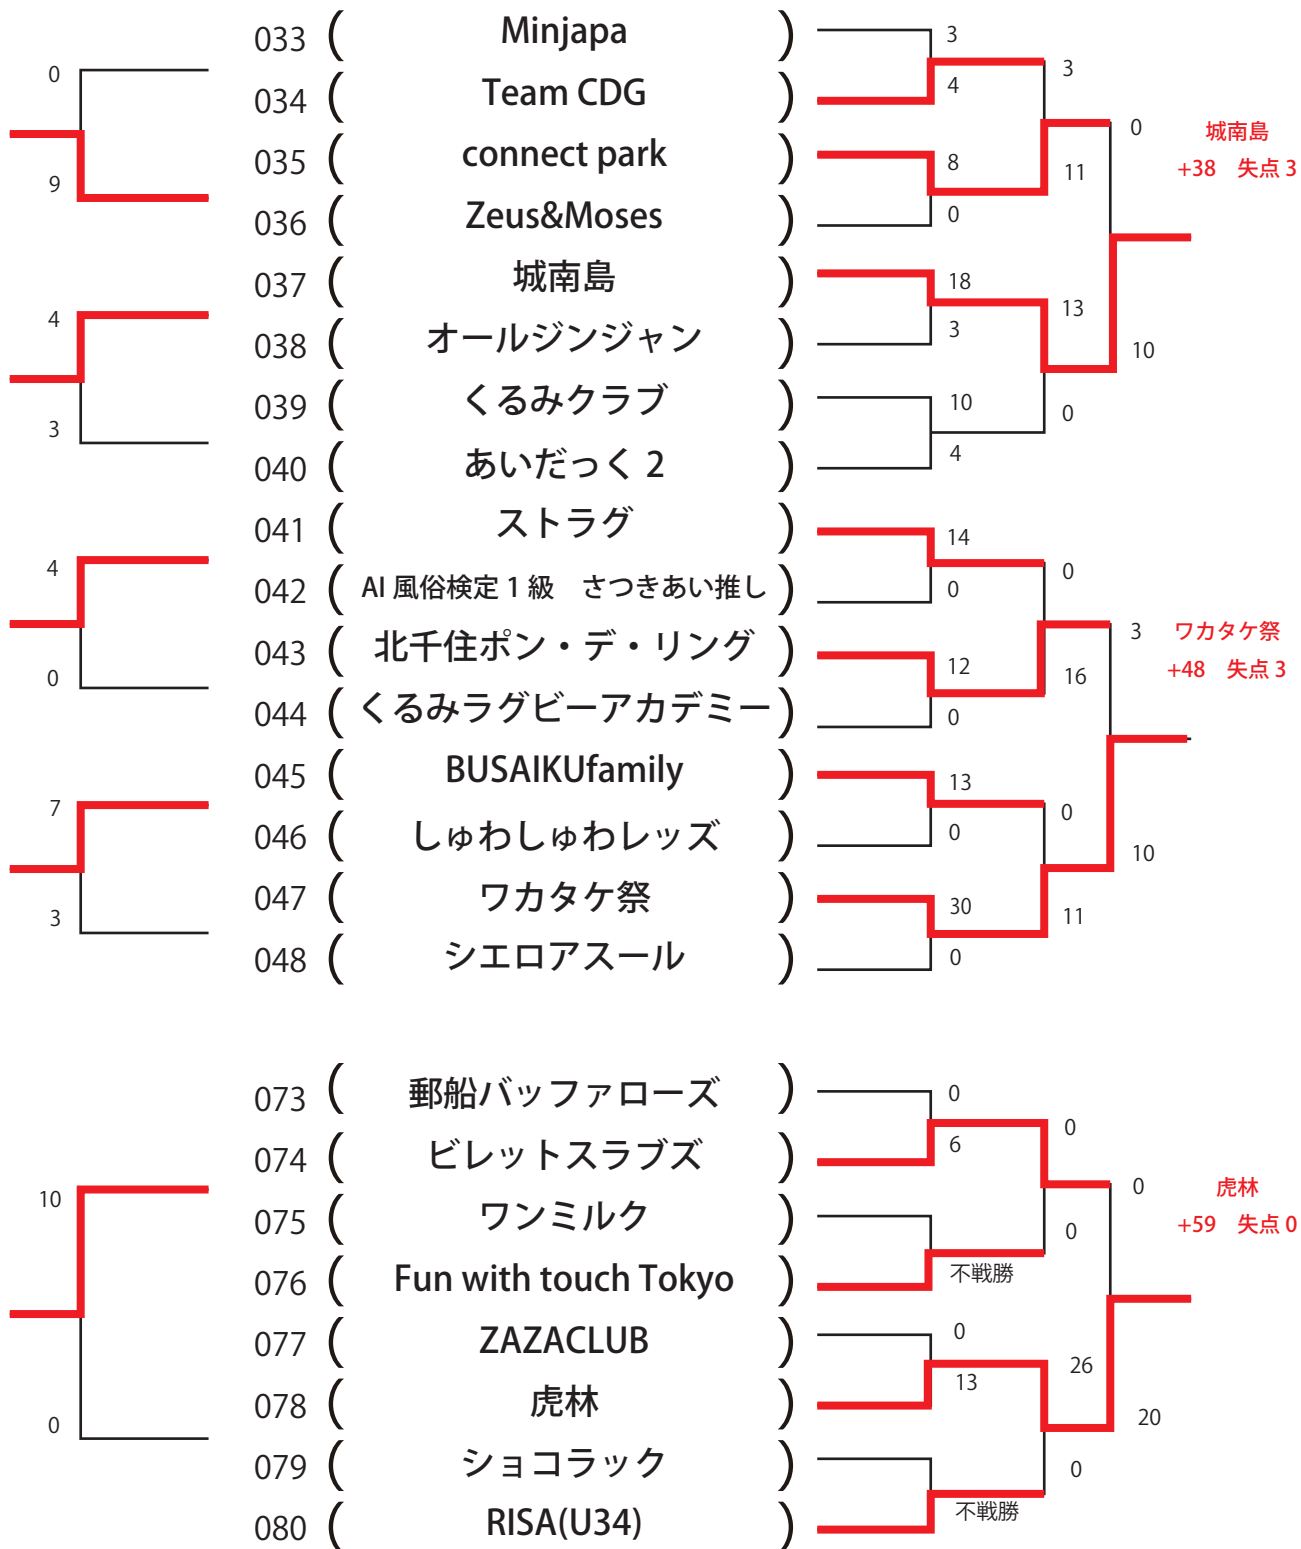 033 ( Minjapa )
034 ( Team CDG )
035 ( connect park )
036 ( Zeus&Moses )
037 ( 城南島 )
038 ( オールジンジャン )
039 ( くるみクラブ )
040 ( あいだっく 2 )
041 ( ストラグ )
042 ( AI 風俗検定 1 級　さつきあい推し )
043 ( 北千住ポン・デ・リング )
044 ( くるみラグビーアカデミー )
045 ( BUSAIKUfamily )
046 ( しゅわしゅわレッズ )
047 ( ワカタケ祭 )
048 ( シエロアスール )
0
9
4
3
4
0
7
3
3
4
8
0
18
3
10
4
14
0
12
0
13
0
30
0
3
11
13
0
0
16
0
11
0
10
3
10
城南島
+38　失点 3
ワカタケ祭
+48　失点 3
073 ( 郵船バッファローズ )
074 ( ビレットスラブズ )
075 ( ワンミルク )
076 ( Fun with touch Tokyo )
077 ( ZAZACLUB )
078 ( 虎林 )
079 ( ショコラック )
080 ( RISA(U34) )
10
0
0
6
不戦勝
0
13
不戦勝
0
0
26
0
0
20
虎林
+59　失点 0